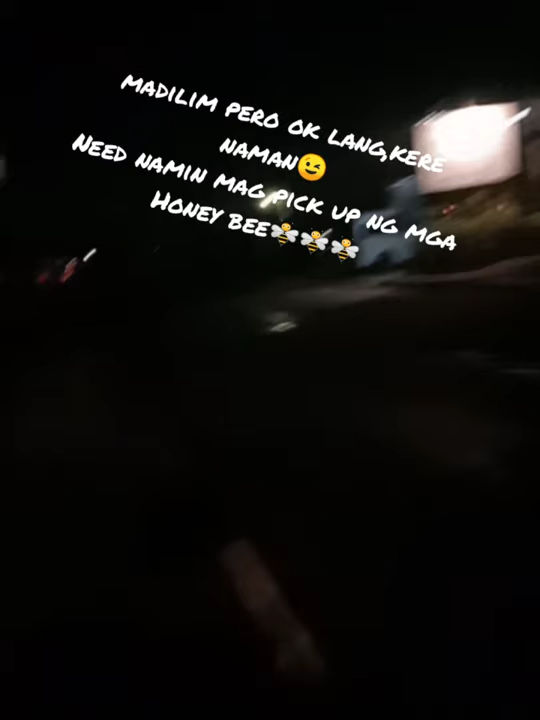 MADILIM PERO OK LANG,KERE
NAMAN😉
NEED NAMIN MAG PICK UP NG MGA
HONEY BEE🐝🐝🐝